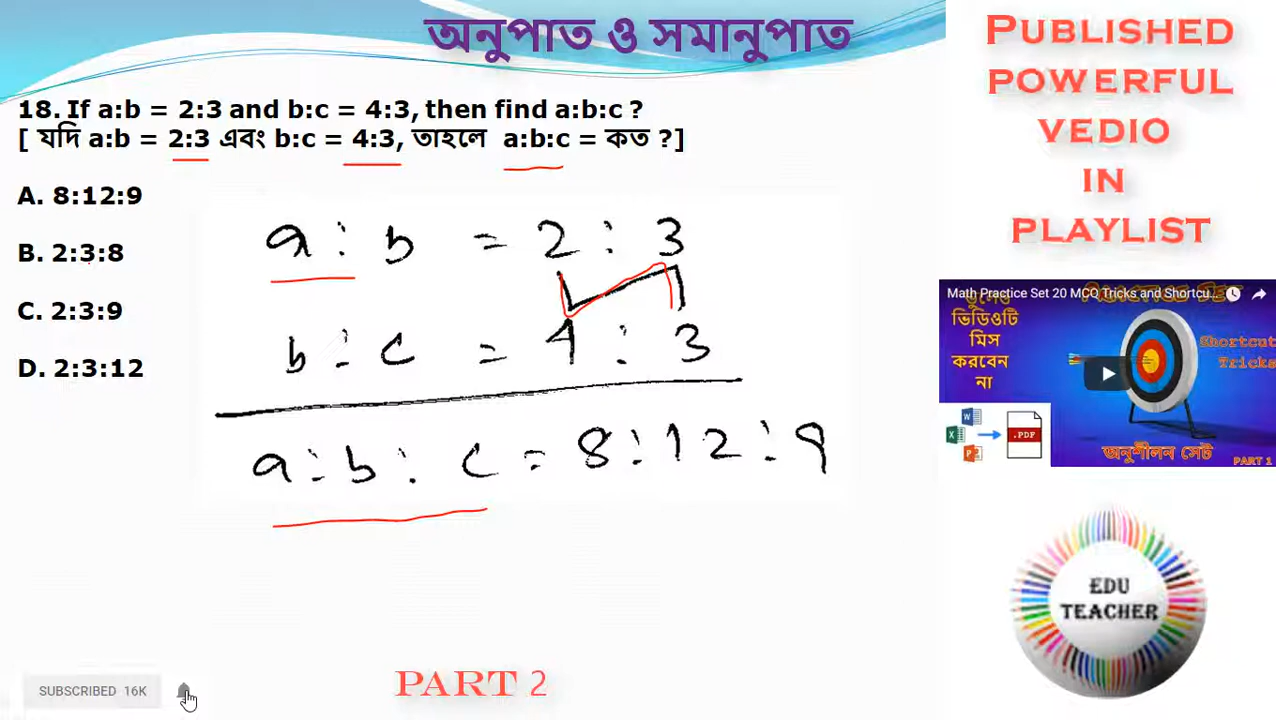 অনুপাত ও সমানুপাত
18. If a:b = 2:3 and b:c = 4:3, then find a:b:c ?
[ যদি a:b = 2:3 এবং b:c = 4:3, তাহলে a:b:c = কত ?]
A. 8:12:9
B. 2:3:8
C. 2:3:9
D. 2:3:12
a : b = 2 : 3
b : c = 4 : 3
a : b : c = 8 : 12 : 9
PART 2
SUBSCRIBED 16K
PUBLISHED
POWERFUL
VEDIO
IN
PLAYLIST
Math Practice Set 20 MCQ Tricks and Shortcu...
ভিডিওটি
মিস
করবেন
না
Shortcut
Tricks
.PDF
অনুশীলন সেট
PART 1
EDU
TEACHER